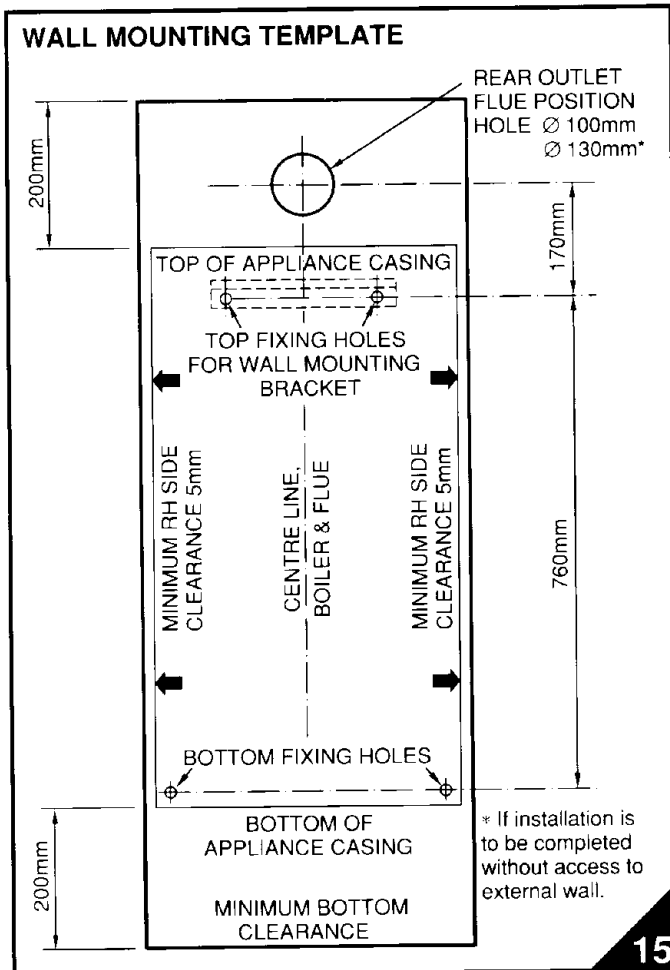 WALL MOUNTING TEMPLATE
REAR OUTLET
FLUE POSITION
HOLE Ø 100mm
Ø 130mm*
200mm
170mm
TOP OF APPLIANCE CASING
TOP FIXING HOLES
FOR WALL MOUNTING
BRACKET
MINIMUM RH SIDE
CLEARANCE 5mm
CENTRE LINE,
BOILER & FLUE
MINIMUM RH SIDE
CLEARANCE 5mm
760mm
BOTTOM FIXING HOLES
BOTTOM OF
APPLIANCE CASING
* If installation is
to be completed
without access to
external wall.
200mm
MINIMUM BOTTOM
CLEARANCE
15